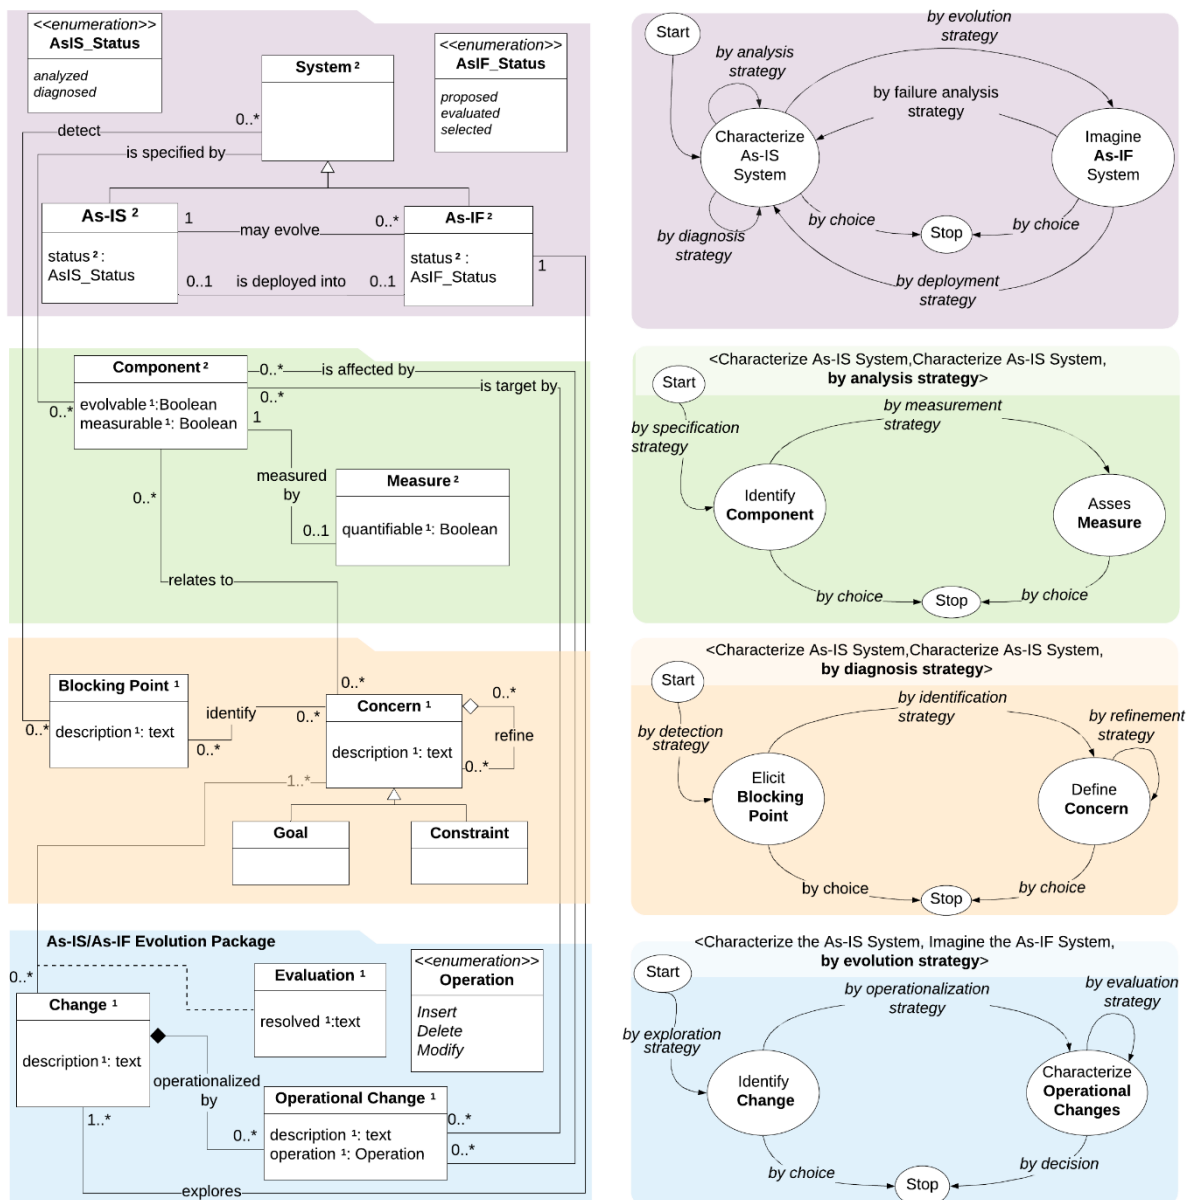 <<enumeration>>
AsIS_Status
analyzed
diagnosed
System ²
<<enumeration>>
AsIF_Status
proposed
evaluated
selected
0..*
detect
is specified by
As-IS ²
status ² :
AsIS_Status
1
may evolve
0..*
0..1
is deployed into
0..1
As-IF ²
status ² :
AsIF_Status
1
Component ²
evolvable ¹:Boolean
measurable ¹: Boolean
0..*
0..*
is affected by
is target by
0..*
1
measured
by
0..1
Measure ²
quantifiable ¹: Boolean
0..*
relates to
Blocking Point ¹
description ¹: text
0..*
identify
0..*
0..*
0..*
Concern ¹
description ¹: text
0..*
refine
0..*
1..*
Goal
Constraint
As-IS/As-IF Evolution Package
0..*
Change ¹
description ¹: text
Evaluation ¹
resolved ¹:text
<<enumeration>>
Operation
Insert
Delete
Modify
operationalized
by
1..*
0..*
Operational Change ¹
description ¹: text
operation ¹: Operation
0..*
0..*
explores
Start
by evolution
strategy
by analysis
strategy
by failure analysis
strategy
Characterize
As-IS
System
Imagine
As-IF
System
by choice
by choice
Stop
by diagnosis
strategy
by deployment
strategy
<Characterize As-IS System,Characterize As-IS System,
by analysis strategy>
Start
by measurement
strategy
by specification
strategy
Identify
Component
Asses
Measure
by choice
Stop
by choice
<Characterize As-IS System,Characterize As-IS System,
by diagnosis strategy>
Start
by identification
strategy
by refinement
strategy
by detection
strategy
Elicit
Blocking
Point
Define
Concern
by choice
Stop
by choice
<Characterize the As-IS System, Imagine the As-IF System,
by evolution strategy>
Start
by operationalization
strategy
by evaluation
strategy
by exploration
strategy
Identify
Change
Characterize
Operational
Changes
by choice
Stop
by decision